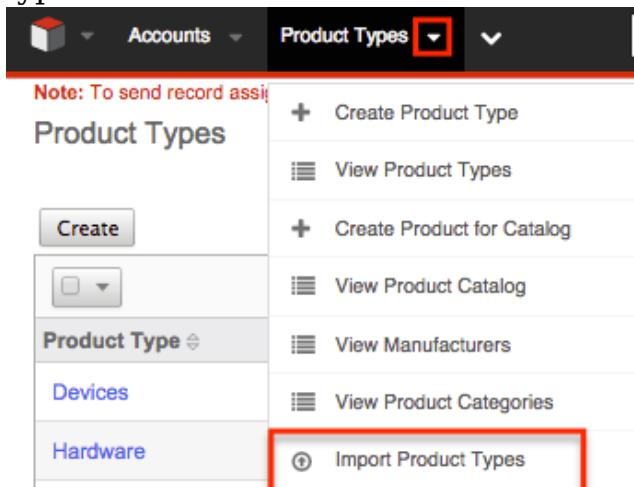 Accounts
Product Types
Note: To send record assig
Product Types
Create
Product Type
Devices
Hardware
Create Product Type
View Product Types
Create Product for Catalog
View Product Catalog
View Manufacturers
View Product Categories
Import Product Types